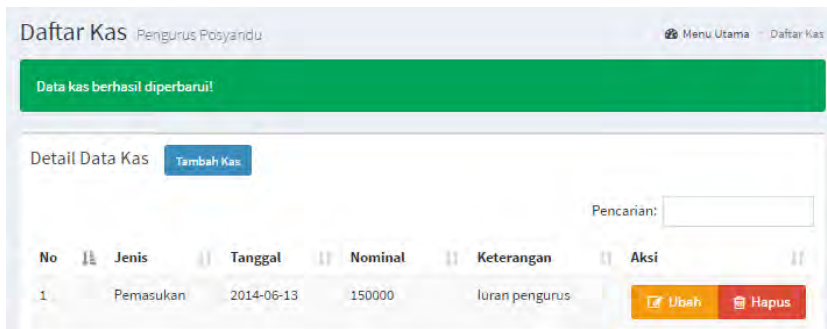 Daftar Kas Pengurus Posyandu
Menu Utama Daftar Kas
Data kas berhasil diperbarui!
Detail Data Kas Tambah Kas
Pencarian:
No Jenis Tanggal Nominal Keterangan Aksi
1 Pemasukan 2014-06-13 150000 Iuran pengurus Ubah Hapus